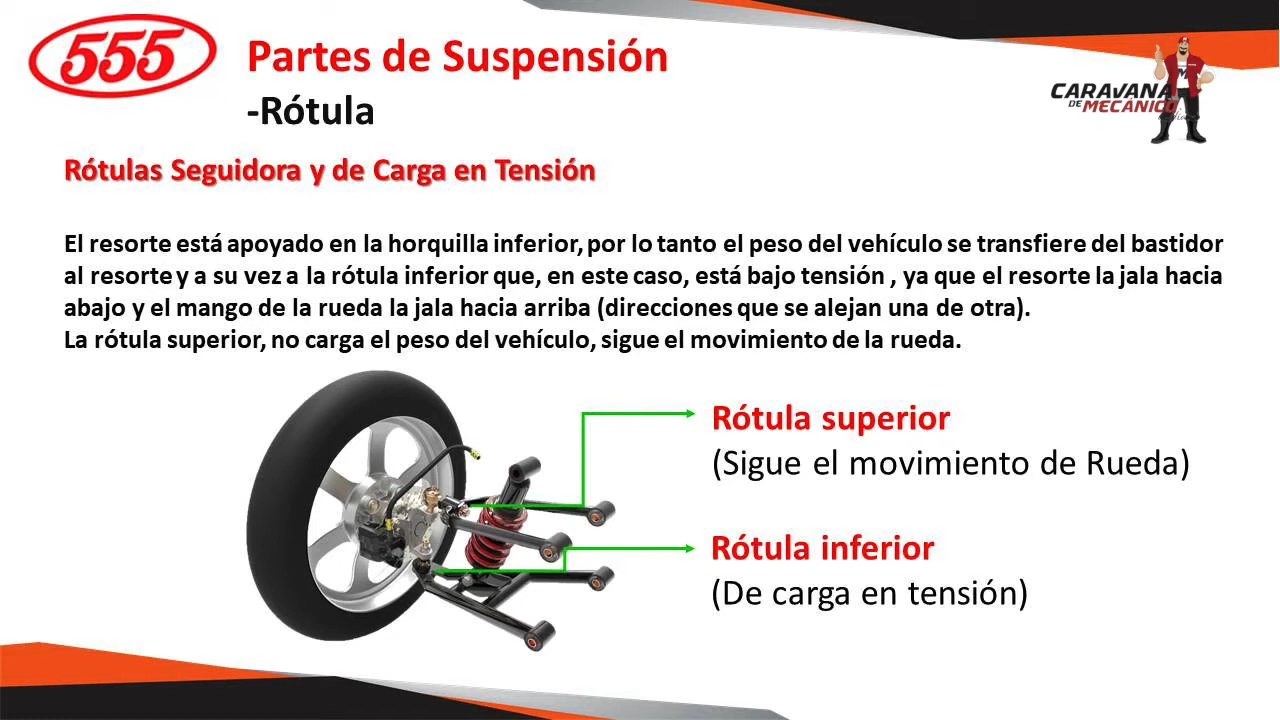 555
Partes de Suspensión
-Rótula
CARAVANA
DE MECÁNICO
Rótulas Seguidora y de Carga en Tensión
El resorte está apoyado en la horquilla inferior, por lo tanto el peso del vehículo se transfiere del bastidor
al resorte y a su vez a la rótula inferior que, en este caso, está bajo tensión , ya que el resorte la jala hacia
abajo y el mango de la rueda la jala hacia arriba (direcciones que se alejan una de otra).
La rótula superior, no carga el peso del vehículo, sigue el movimiento de la rueda.
Rótula superior
(Sigue el movimiento de Rueda)
Rótula inferior
(De carga en tensión)